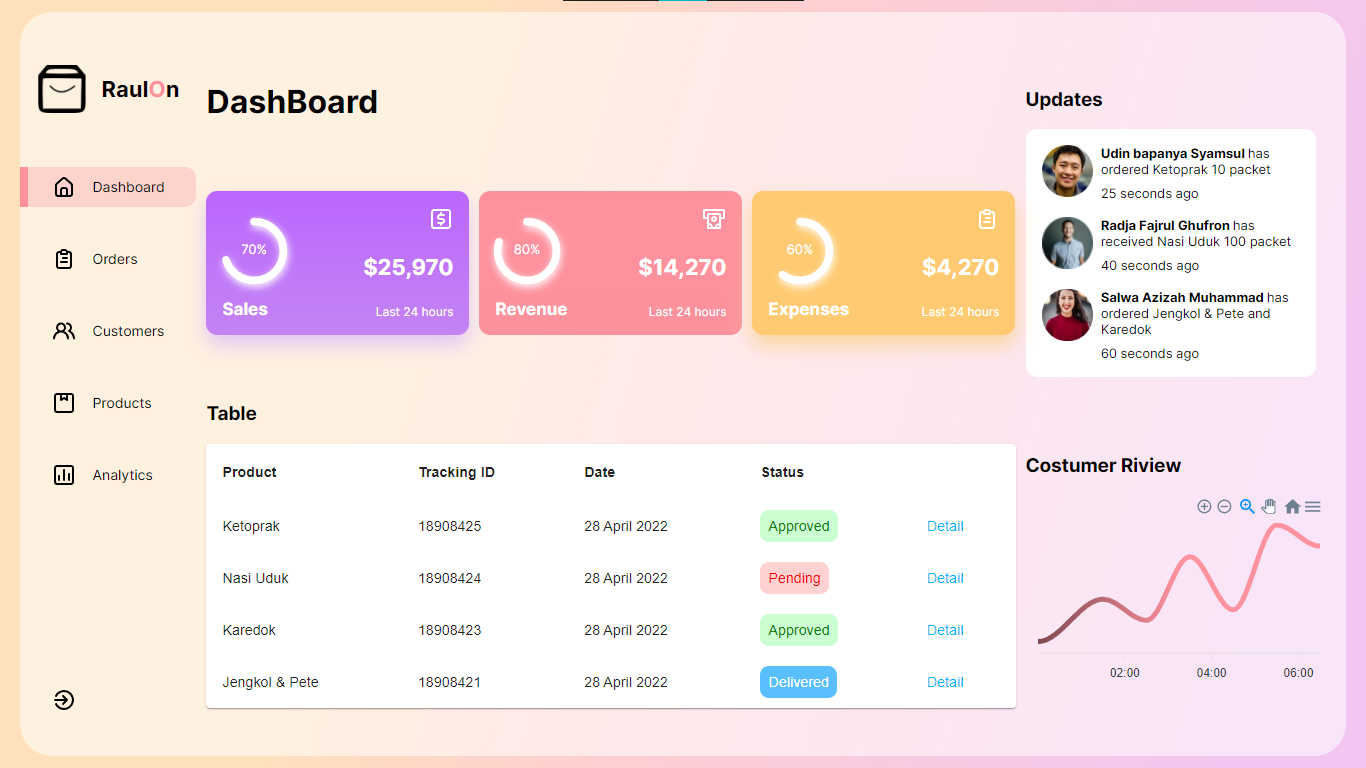 RaulOn
DashBoard
Dashboard
Orders
Customers
Products
Analytics
70%
$25,970
Sales
Last 24 hours
80%
$14,270
Revenue
Last 24 hours
60%
$4,270
Expenses
Last 24 hours
Table
Product Tracking ID Date Status
Ketoprak 18908425 28 April 2022 Approved Detail
Nasi Uduk 18908424 28 April 2022 Pending Detail
Karedok 18908423 28 April 2022 Approved Detail
Jengkol & Pete 18908421 28 April 2022 Delivered Detail
Updates
Udin bapanya Syamsul has
ordered Ketoprak 10 packet
25 seconds ago
Radja Fajrul Ghufron has
received Nasi Uduk 100 packet
40 seconds ago
Salwa Azizah Muhammad has
ordered Jengkol & Pete and
Karedok
60 seconds ago
Costumer Riview
02:00 04:00 06:00